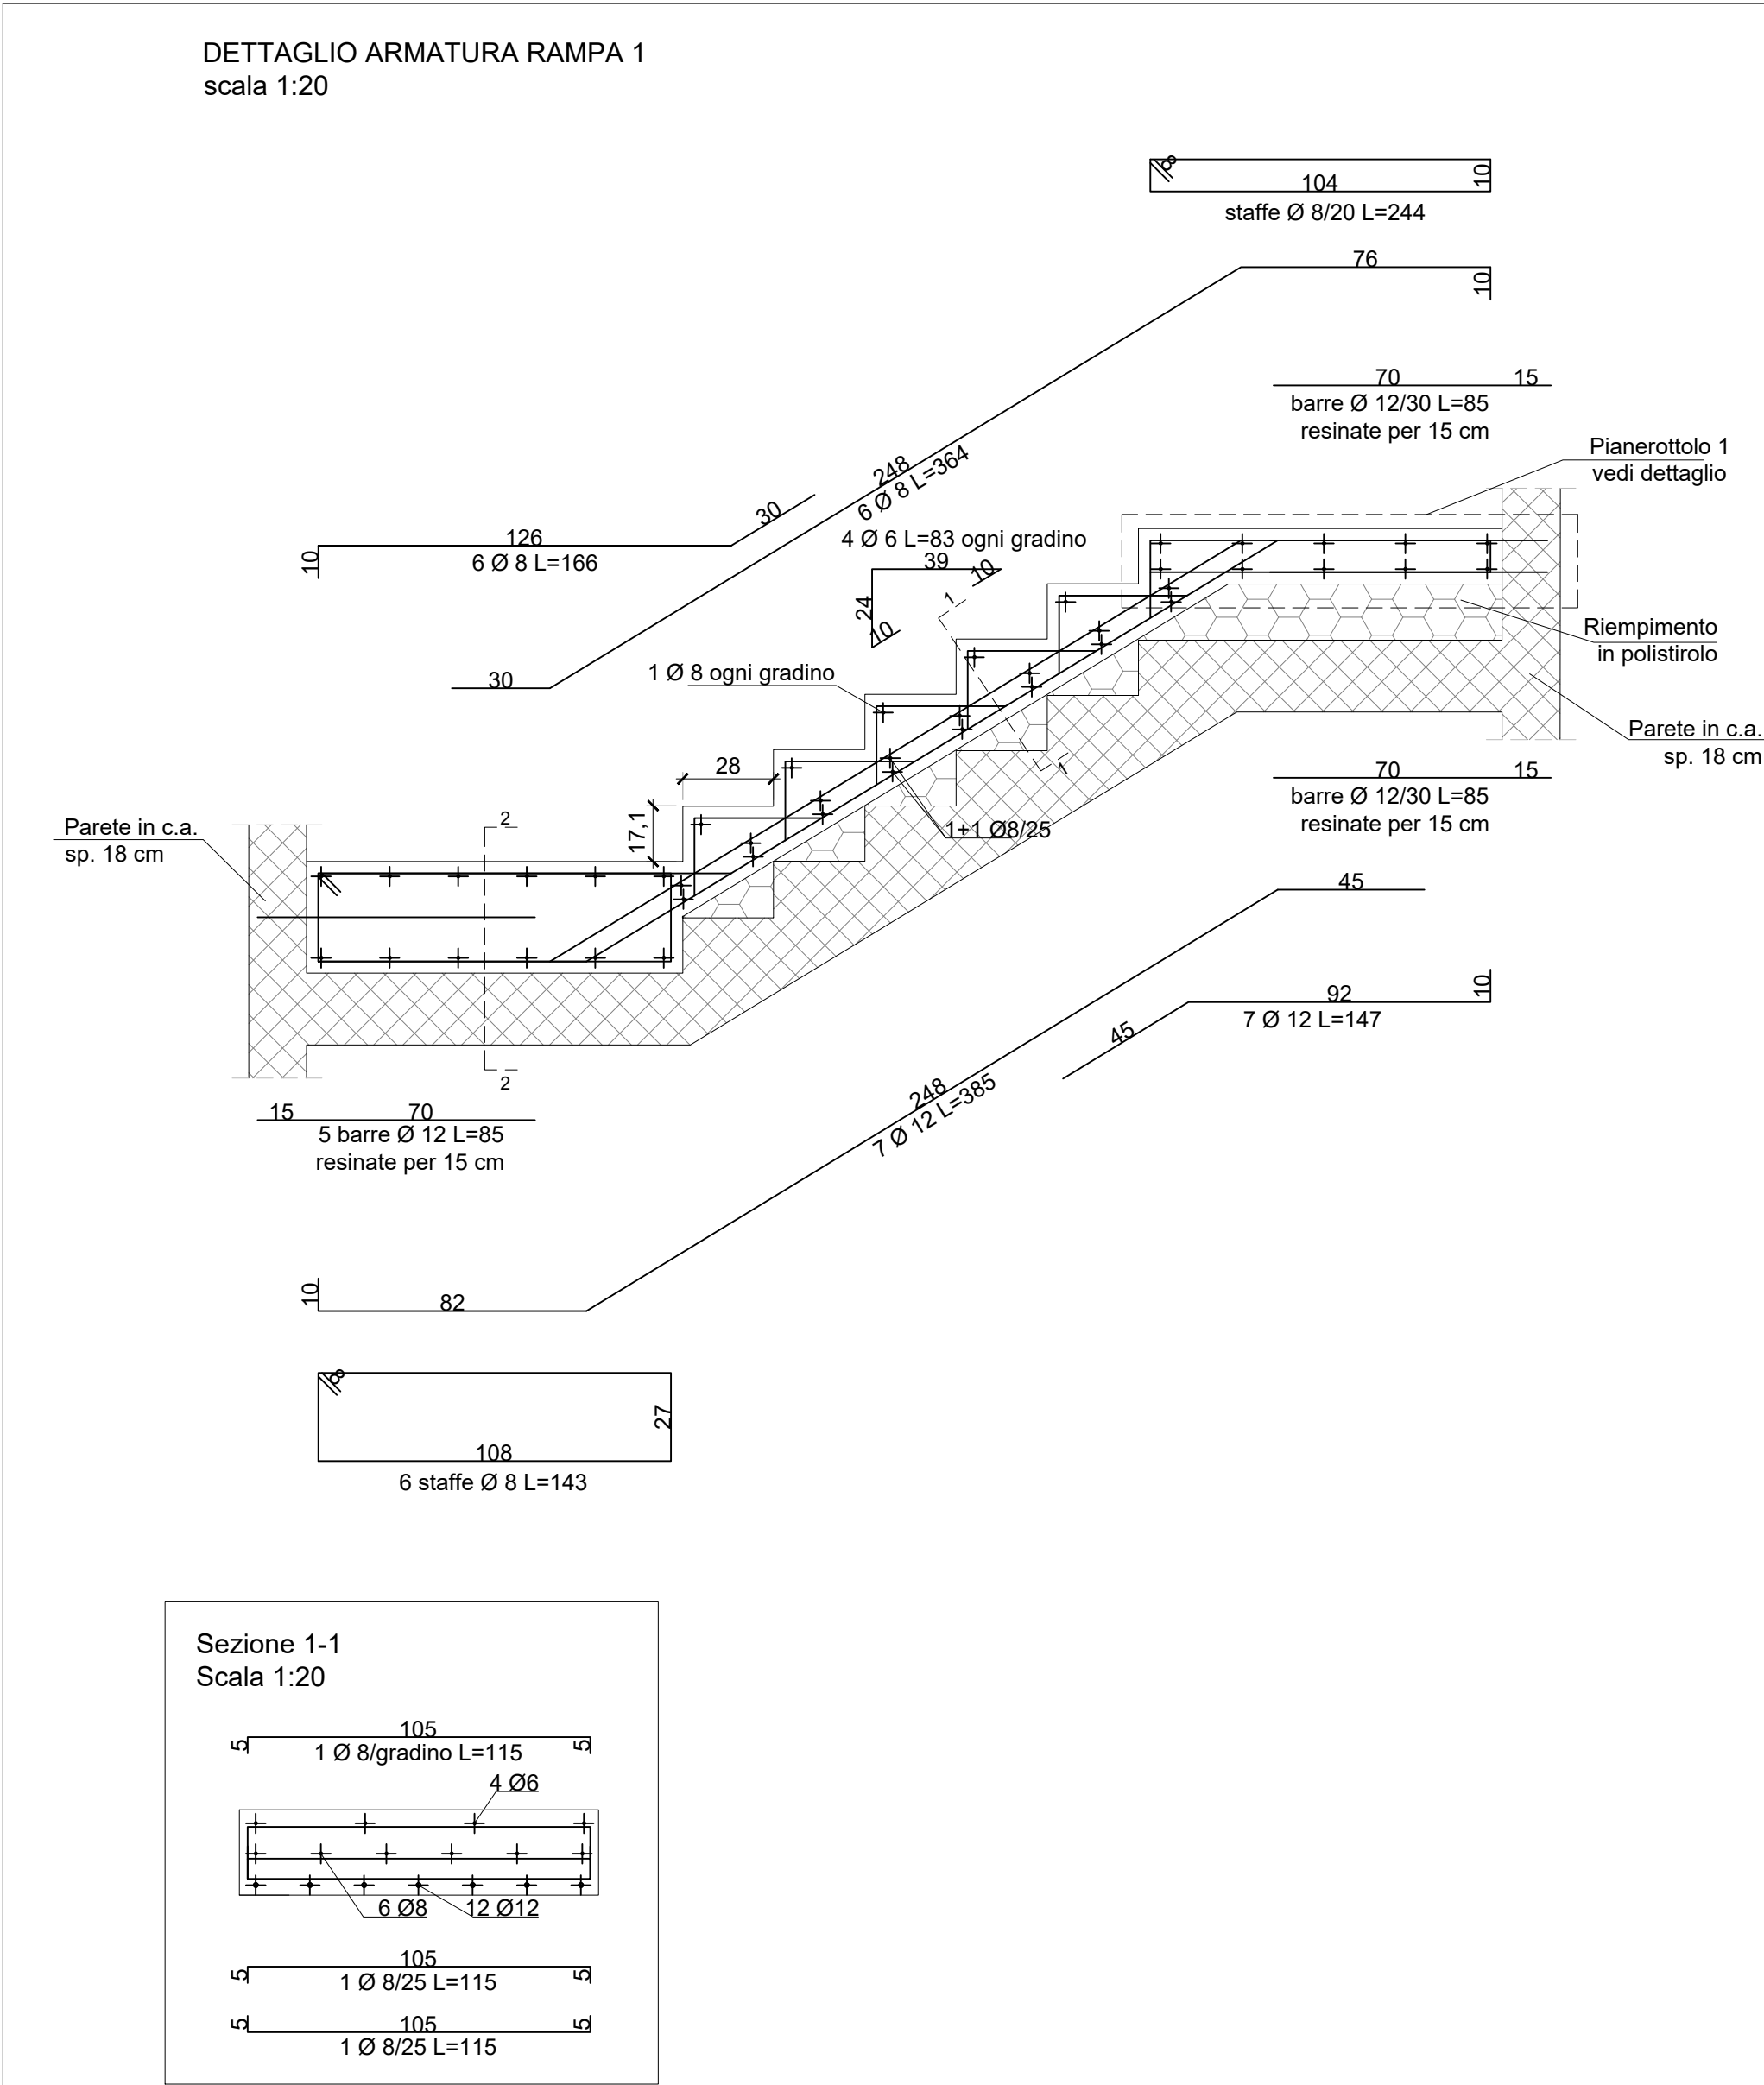 DETTAGLIO ARMATURA RAMPA 1
scala 1:20
8
104
10
staffe Ø 8/20 L=244
76
10
248
6 Ø 8 L=364
30
70
15
barre Ø 12/30 L=85
resinate per 15 cm
Pianerottolo 1
vedi dettaglio
30
126
10
6 Ø 8 L=166
4 Ø 6 L=83 ogni gradino
39
10
24
10
1
1
1 Ø 8 ogni gradino
Riempimento
in polistirolo
Parete in c.a.
sp. 18 cm
28
17,1
1+1 Ø8/25
70
15
barre Ø 12/30 L=85
resinate per 15 cm
Parete in c.a.
sp. 18 cm
2
2
45
248
7 Ø 12 L=385
10
82
92
10
7 Ø 12 L=147
45
15
70
5 barre Ø 12 L=85
resinate per 15 cm
8
27
108
6 staffe Ø 8 L=143
Sezione 1-1
Scala 1:20
5
105
5
1 Ø 8/gradino L=115
4 Ø6
6 Ø8
12 Ø12
5
105
5
1 Ø 8/25 L=115
5
105
5
1 Ø 8/25 L=115